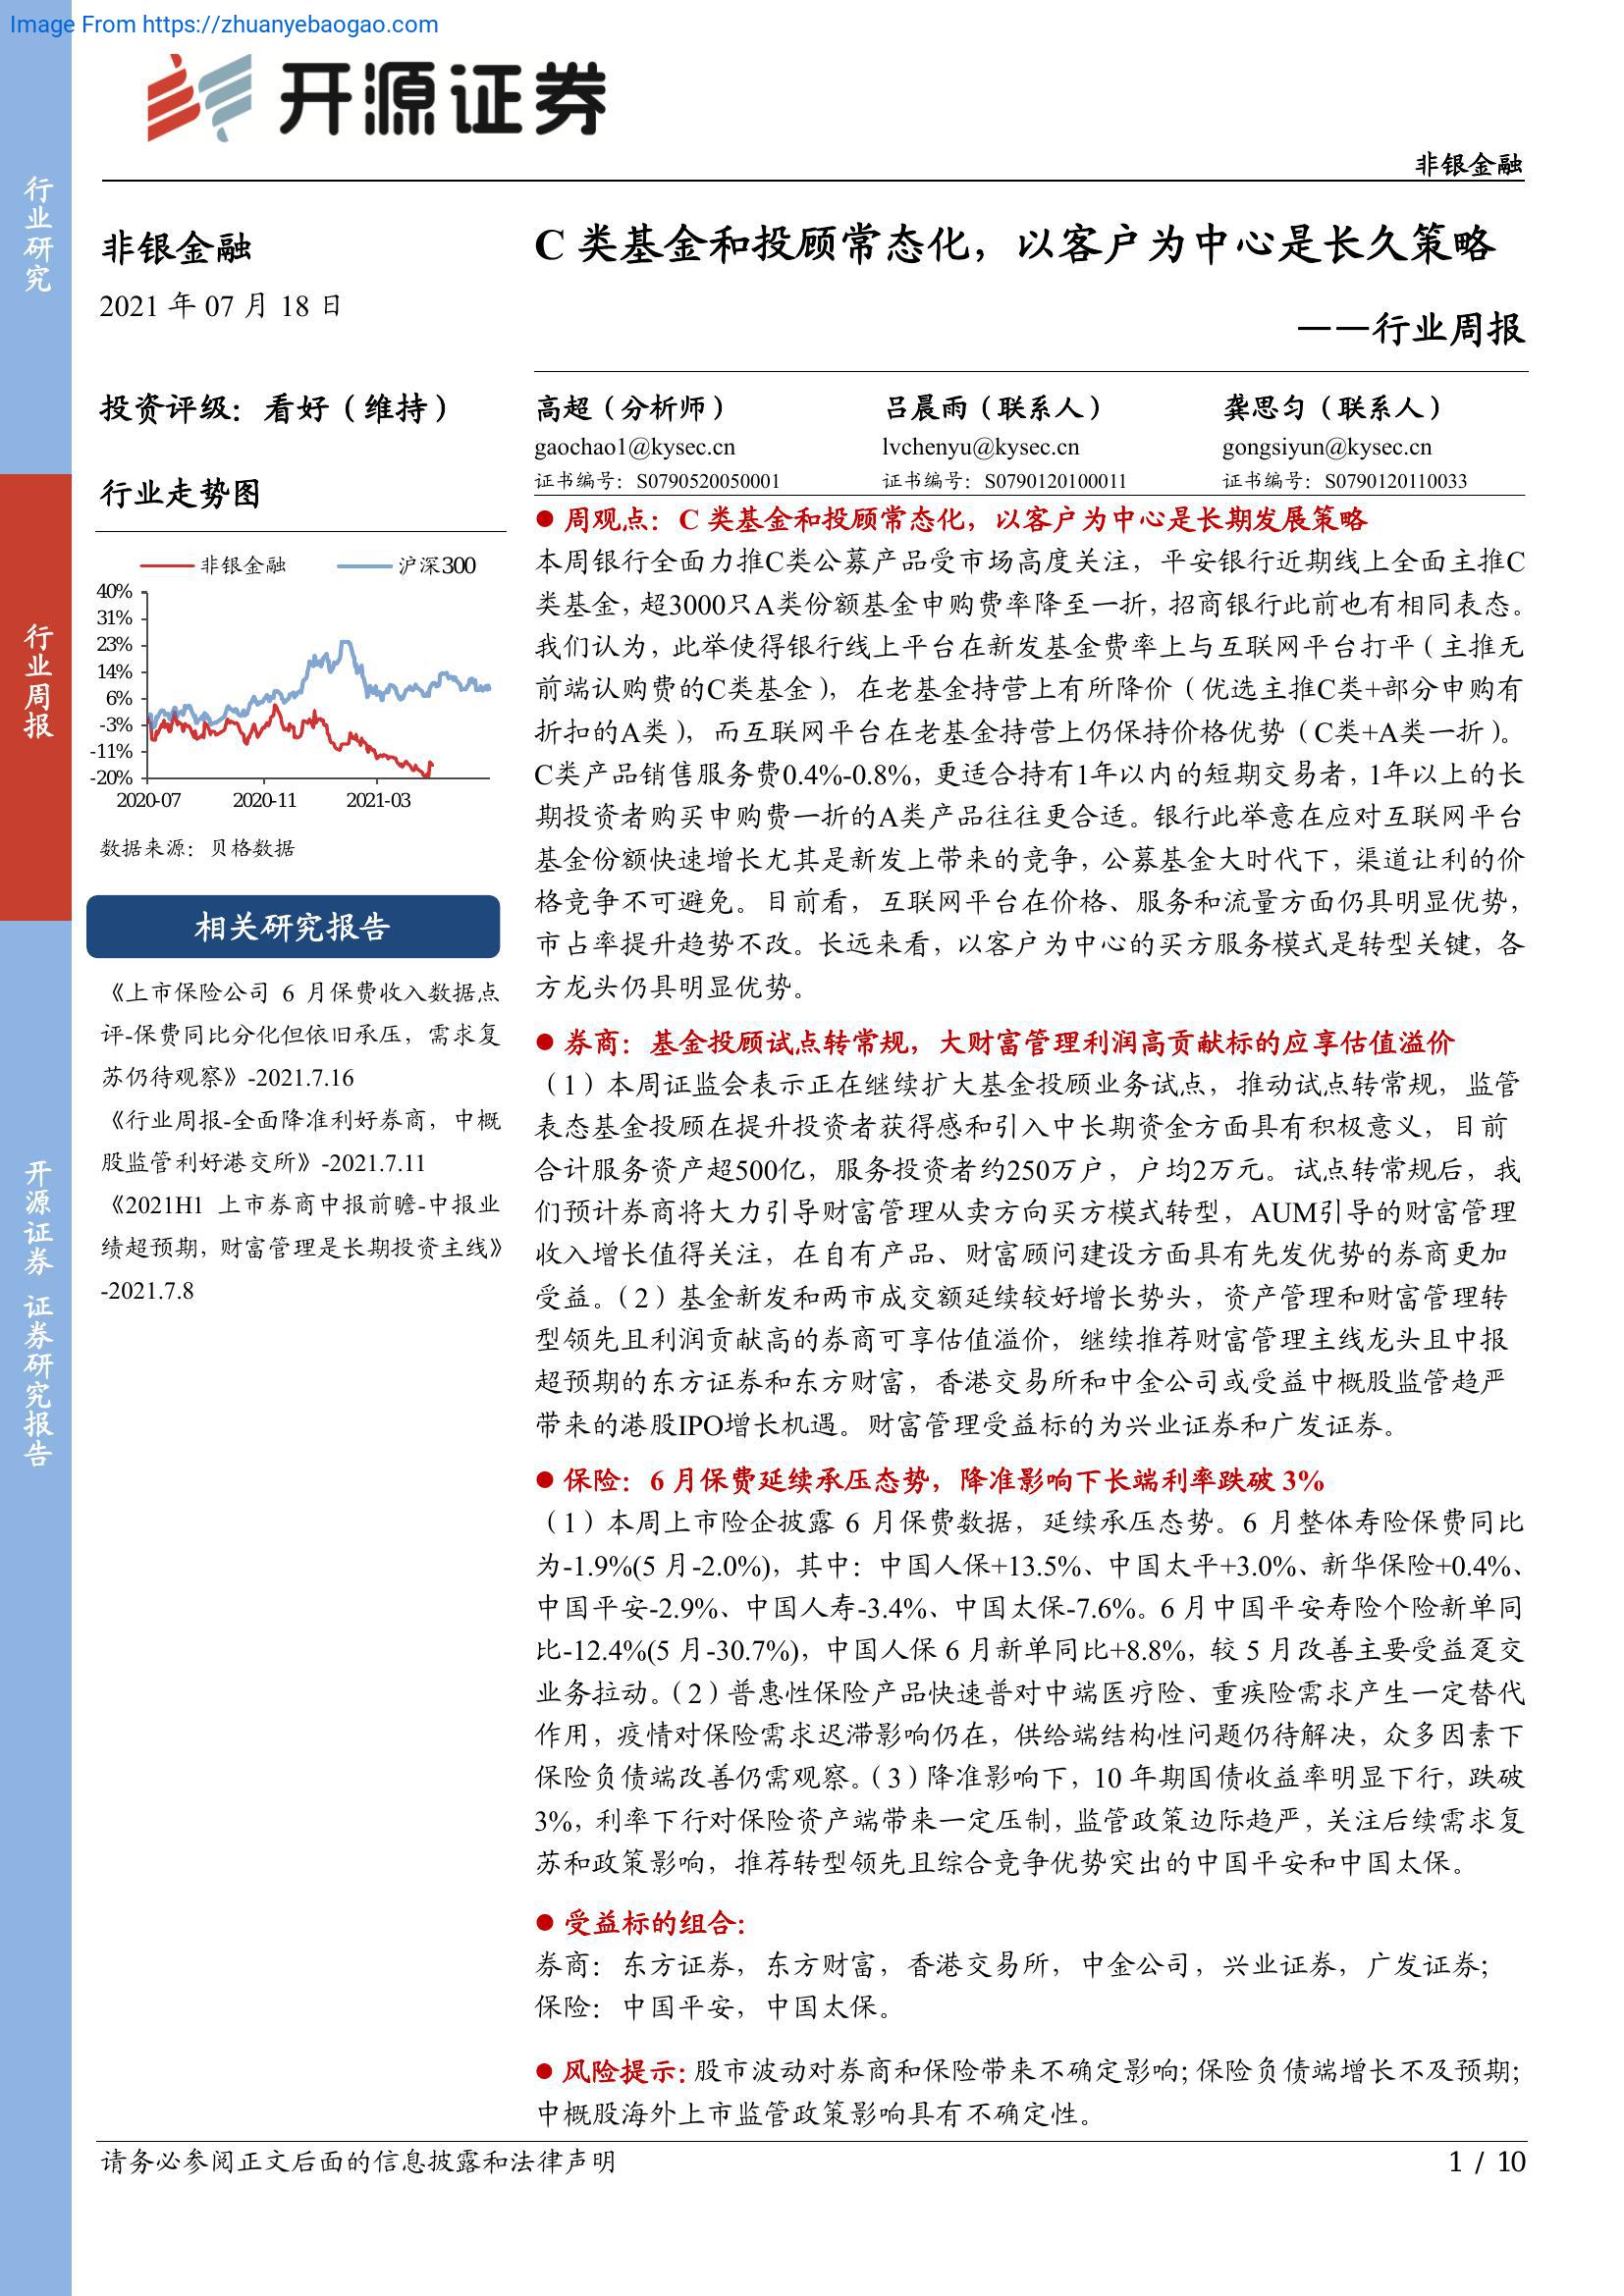 Image From https://zhuanyebaogao.com
开源证券
非银金融
行业研究
行业周报
开源证券 证券研究报告
非银金融
2021 年 07 月 18 日
投资评级：看好（维持）
行业走势图
非银金融 沪深300
40%
31%
23%
14%
6%
-3%
-11%
-20%
2020-07 2020-11 2021-03
数据来源：贝格数据
相关研究报告
《上市保险公司 6 月保费收入数据点
评-保费同比分化但依旧承压，需求复
苏仍待观察》-2021.7.16
《行业周报-全面降准利好券商，中概
股监管利好港交所》-2021.7.11
《2021H1 上市券商中报前瞻-中报业
绩超预期，财富管理是长期投资主线》
-2021.7.8
C 类基金和投顾常态化，以客户为中心是长久策略
——行业周报
高超（分析师） 吕晨雨（联系人） 龚思匀（联系人）
gaochao1@kysec.cn lvchenyu@kysec.cn gongsiyun@kysec.cn
证书编号：S0790520050001 证书编号：S0790120100011 证书编号：S0790120110033
● 周观点：C 类基金和投顾常态化，以客户为中心是长期发展策略
本周银行全面力推C类公募产品受市场高度关注，平安银行近期线上全面主推C
类基金，超3000只A类份额基金申购费率降至一折，招商银行此前也有相同表态。
我们认为，此举使得银行线上平台在新发基金费率上与互联网平台打平（主推无
前端认购费的C类基金），在老基金持营上有所降价（优选主推C类+部分申购有
折扣的A类），而互联网平台在老基金持营上仍保持价格优势（C类+A类一折）。
C类产品销售服务费0.4%-0.8%，更适合持有1年以内的短期交易者，1年以上的长
期投资者购买申购费一折的A类产品往往更合适。银行此举意在应对互联网平台
基金份额快速增长尤其是新发上带来的竞争，公募基金大时代下，渠道让利的价
格竞争不可避免。目前看，互联网平台在价格、服务和流量方面仍具明显优势，
市占率提升趋势不改。长远来看，以客户为中心的买方服务模式是转型关键，各
方龙头仍具明显优势。
● 券商：基金投顾试点转常规，大财富管理利润高贡献标的应享估值溢价
（1）本周证监会表示正在继续扩大基金投顾业务试点，推动试点转常规，监管
表态基金投顾在提升投资者获得感和引入中长期资金方面具有积极意义，目前
合计服务资产超500亿，服务投资者约250万户，户均2万元。试点转常规后，我
们预计券商将大力引导财富管理从卖方向买方模式转型，AUM引导的财富管理
收入增长值得关注，在自有产品、财富顾问建设方面具有先发优势的券商更加
受益。（2）基金新发和两市成交额延续较好增长势头，资产管理和财富管理转
型领先且利润贡献高的券商可享估值溢价，继续推荐财富管理主线龙头且中报
超预期的东方证券和东方财富，香港交易所和中金公司或受益中概股监管趋严
带来的港股IPO增长机遇。财富管理受益标的为兴业证券和广发证券。
● 保险：6 月保费延续承压态势，降准影响下长端利率跌破 3%
（1）本周上市险企披露 6 月保费数据，延续承压态势。6 月整体寿险保费同比
为-1.9%(5 月-2.0%)，其中：中国人保+13.5%、中国太平+3.0%、新华保险+0.4%、
中国平安-2.9%、中国人寿-3.4%、中国太保-7.6%。6 月中国平安寿险个险新单同
比-12.4%(5 月-30.7%)，中国人保 6 月新单同比+8.8%，较 5 月改善主要受益趸交
业务拉动。（2）普惠性保险产品快速普对中端医疗险、重疾险需求产生一定替代
作用，疫情对保险需求迟滞影响仍在，供给端结构性问题仍待解决，众多因素下
保险负债端改善仍需观察。（3）降准影响下，10 年期国债收益率明显下行，跌破
3%，利率下行对保险资产端带来一定压制，监管政策边际趋严，关注后续需求复
苏和政策影响，推荐转型领先且综合竞争优势突出的中国平安和中国太保。
● 受益标的组合：
券商：东方证券，东方财富，香港交易所，中金公司，兴业证券，广发证券；
保险：中国平安，中国太保。
● 风险提示：股市波动对券商和保险带来不确定影响；保险负债端增长不及预期；
中概股海外上市监管政策影响具有不确定性。
请务必参阅正文后面的信息披露和法律声明
1 / 10